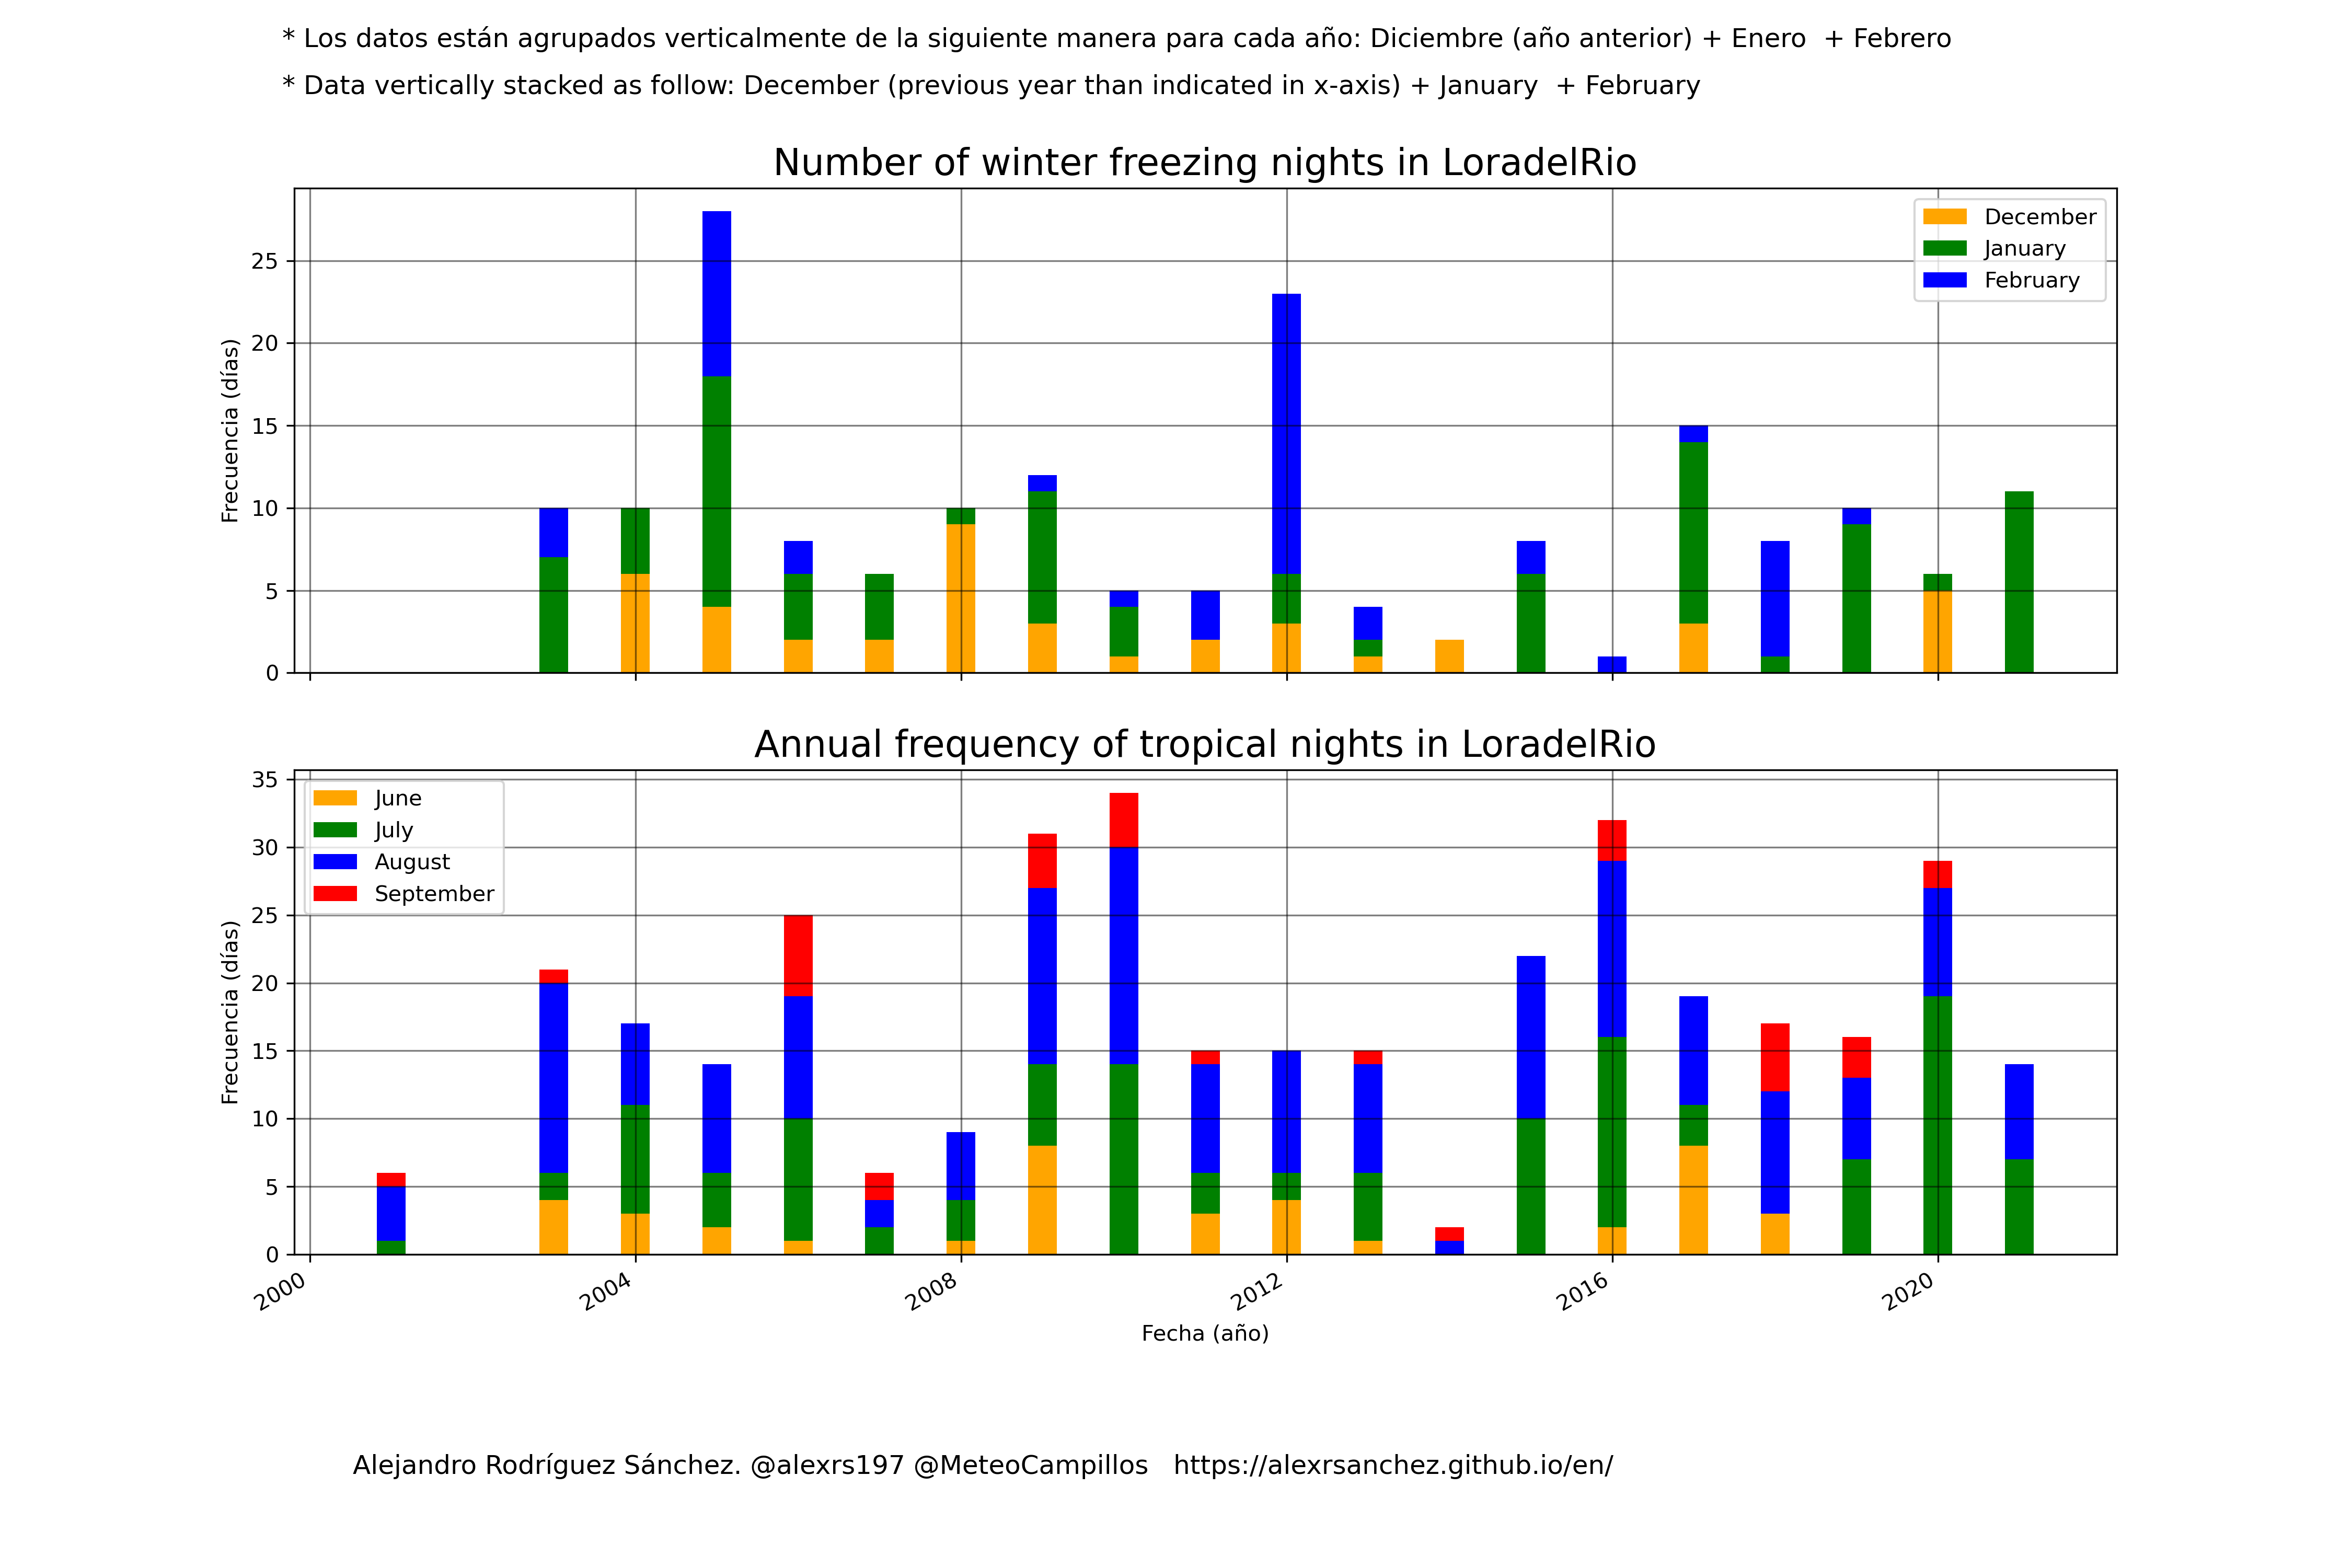 * Los datos están agrupados verticalmente de la siguiente manera para cada año: Diciembre (año anterior) + Enero  + Febrero
* Data vertically stacked as follow: December (previous year than indicated in x-axis) + January  + February
Number of winter freezing nights in LoradelRio
Frecuencia (días)
25
20
15
10
5
0
December
January
February
Annual frequency of tropical nights in LoradelRio
Frecuencia (días)
35
30
25
20
15
10
5
0
June
July
August
September
2000
2004
2008
2012
2016
2020
Fecha (año)
Alejandro Rodríguez Sánchez. @alexrs197 @MeteoCampillos   https://alexrsanchez.github.io/en/